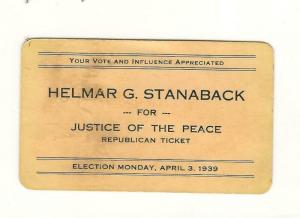 Your Vote and Influence Appreciated
HELMAR G. STANABACK
--- FOR ---
JUSTICE OF THE PEACE
REPUBLICAN TICKET
ELECTION MONDAY, APRIL 3, 1939